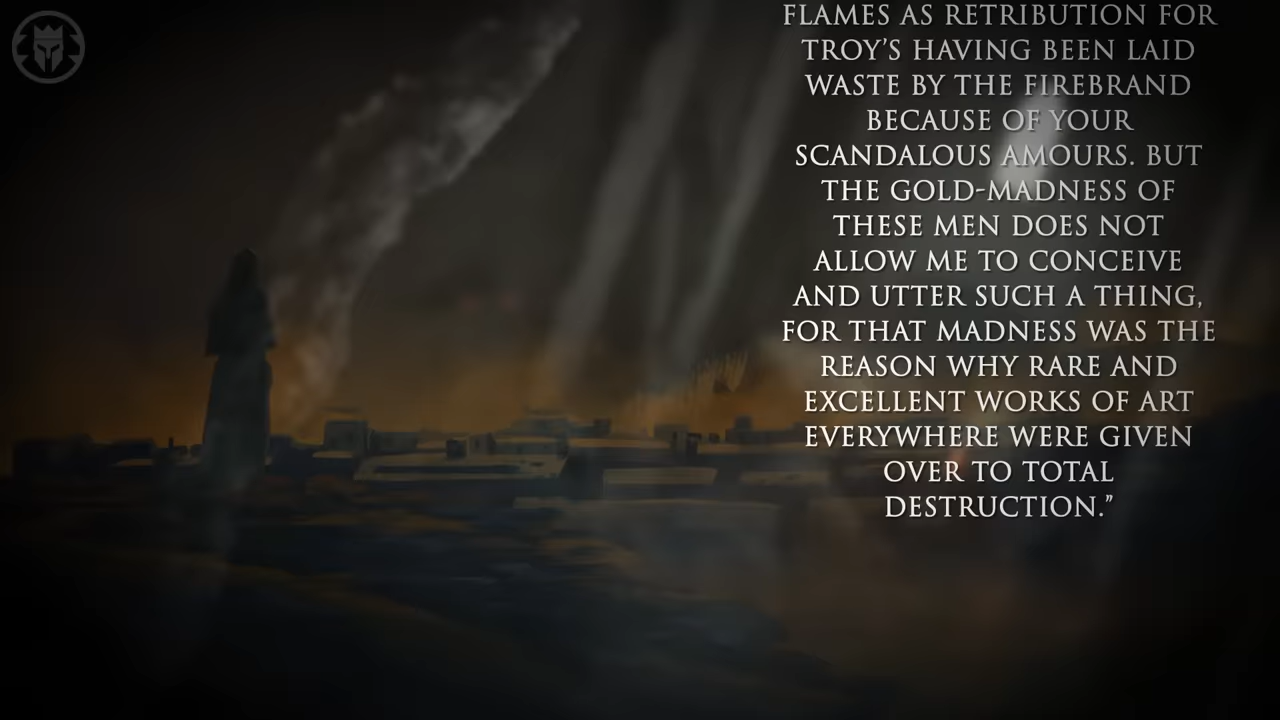 FLAMES AS RETRIBUTION FOR
TROY’S HAVING BEEN LAID
WASTE BY THE FIREBRAND
BECAUSE OF YOUR
SCANDALOUS AMOURS. BUT
THE GOLD-MADNESS OF
THESE MEN DOES NOT
ALLOW ME TO CONCEIVE
AND UTTER SUCH A THING,
FOR THAT MADNESS WAS THE
REASON WHY RARE AND
EXCELLENT WORKS OF ART
EVERYWHERE WERE GIVEN
OVER TO TOTAL
DESTRUCTION.”